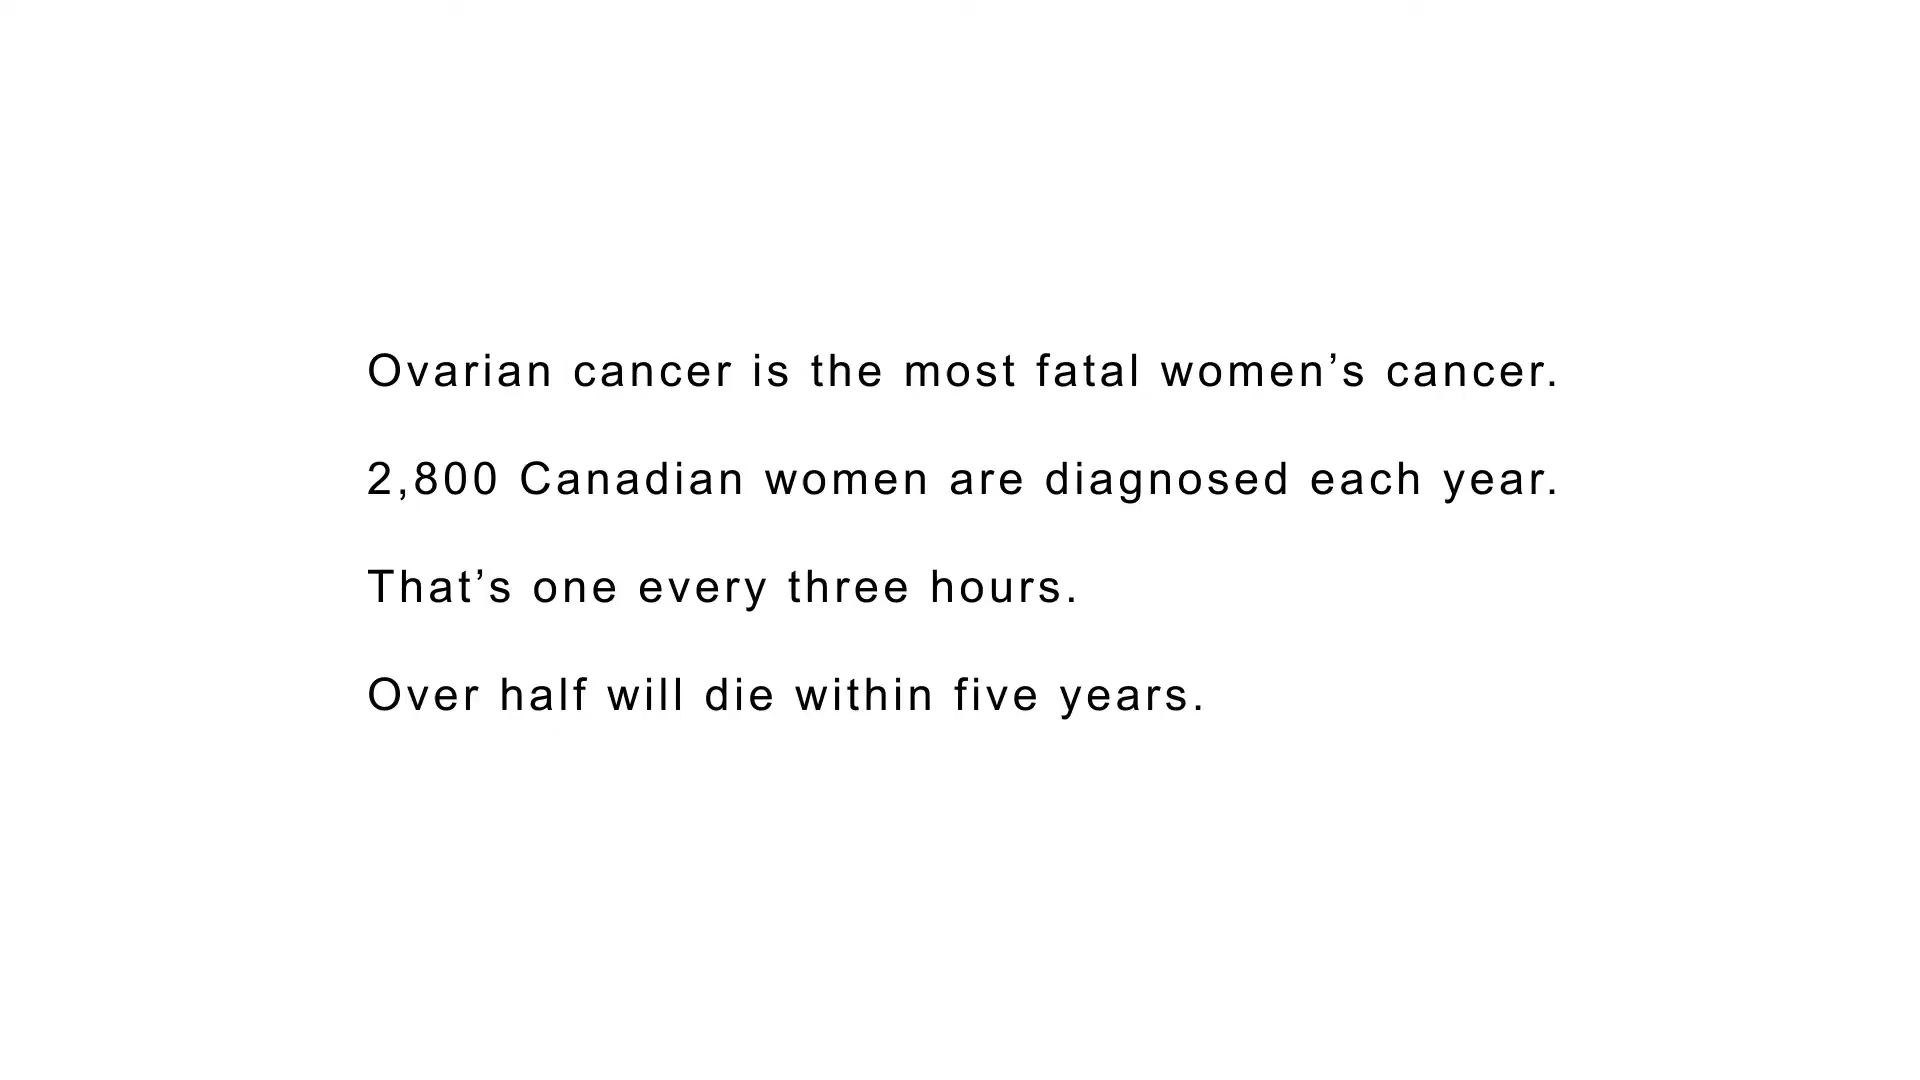 Ovarian cancer is the most fatal women’s cancer.
2,800 Canadian women are diagnosed each year.
That’s one every three hours.
Over half will die within five years.